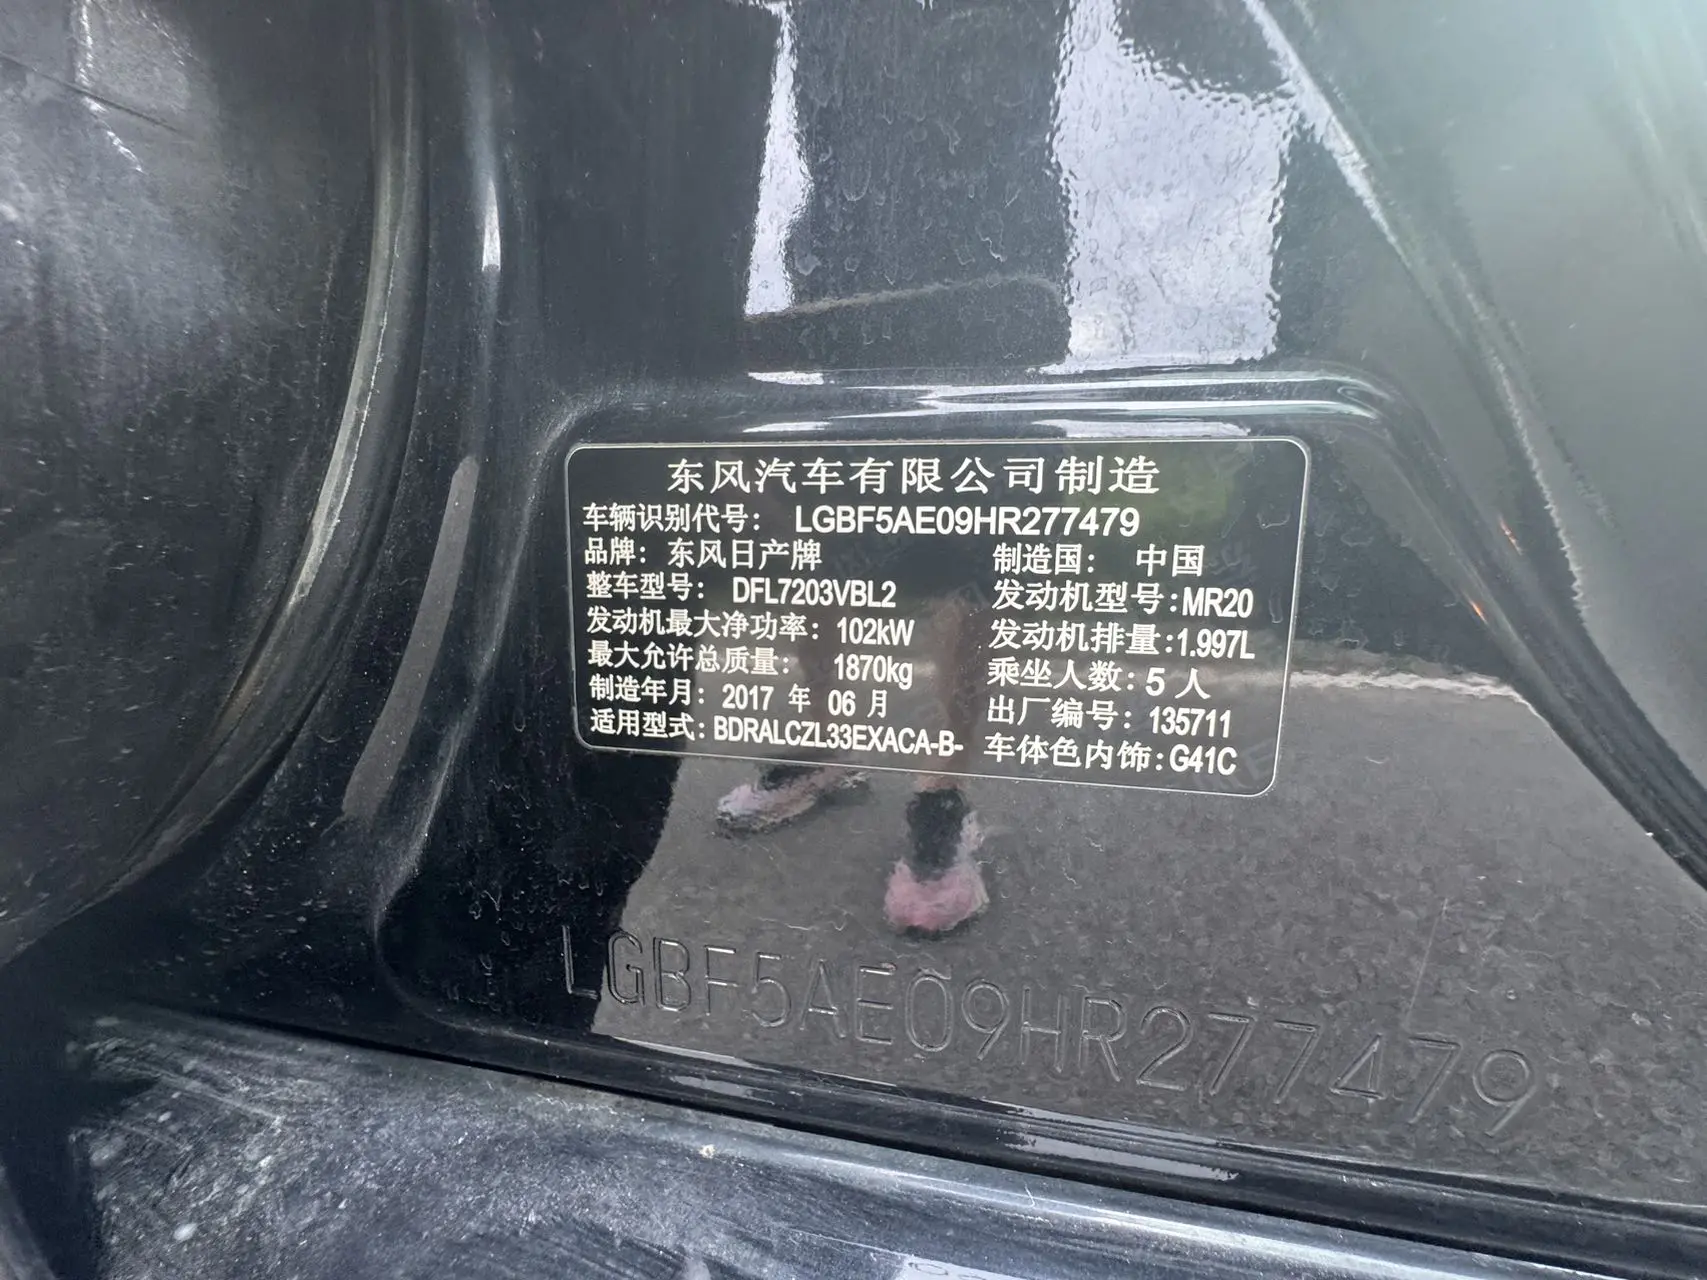 东风汽车有限公司制造
车辆识别代号: LGBF5AE09HR277479
品牌: 东风日产牌 制造国: 中国
整车型号: DFL7203VBL2 发动机型号:MR20
发动机最大净功率: 102kW 发动机排量:1.997L
最大允许总质量: 1870kg 乘坐人数:5 人
制造年月: 2017 年 06 月 出厂编号: 135711
适用型式: BDRALCZL33EXACA-B- 车体色内饰:G41C
LGBF5AE09HR277479